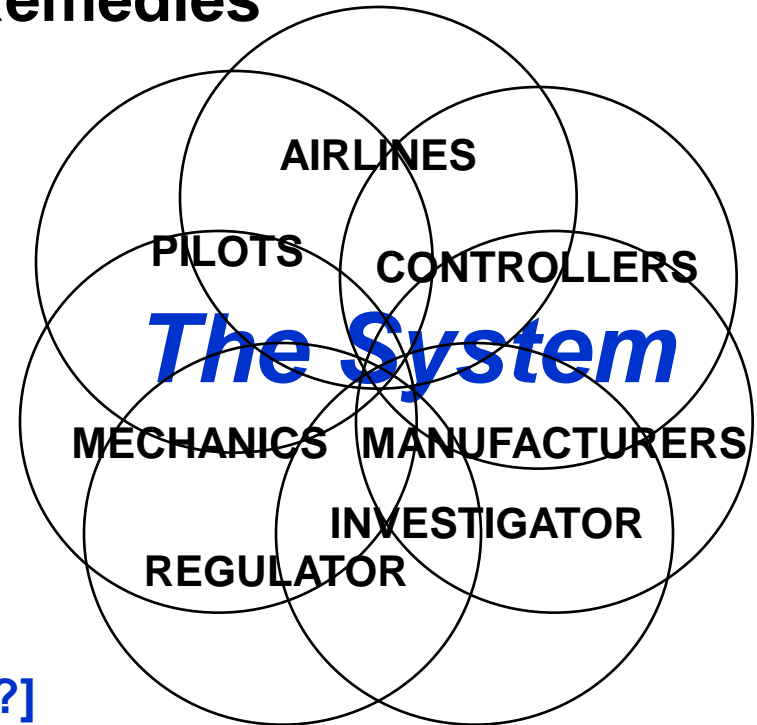 emedies
AIRLINES
PILOTS
CONTROLLERS
The System
MECHANICS MANUFACTURERS
INVESTIGATOR
REGULATOR
?]